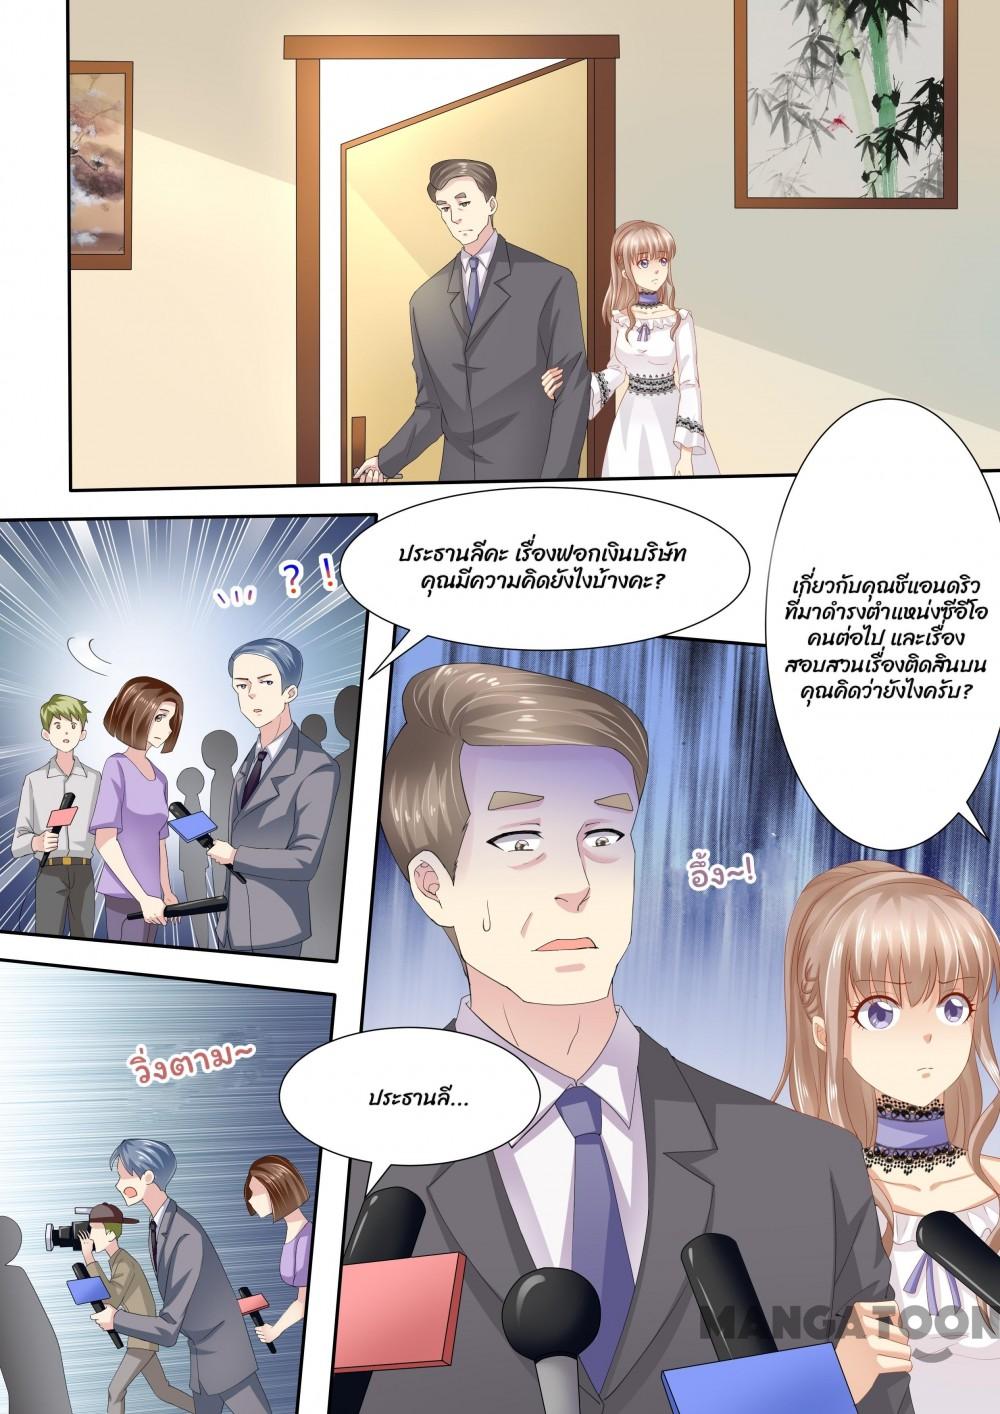 ? !
ประธานลีคะ เรื่องฟอกเงินบริษัท
คุณมีความคิดยังไงบ้างคะ?
เกี่ยวกับคุณชีแอนดริว
ที่มาดำรงตำแหน่งซีอีโอ
คนต่อไป และเรื่อง
สอบสวนเรื่องติดสินบน
คุณคิดว่ายังไงครับ?
อึ้ง~!
วิ่งตาม~
ประธานลี...
MANGATOON